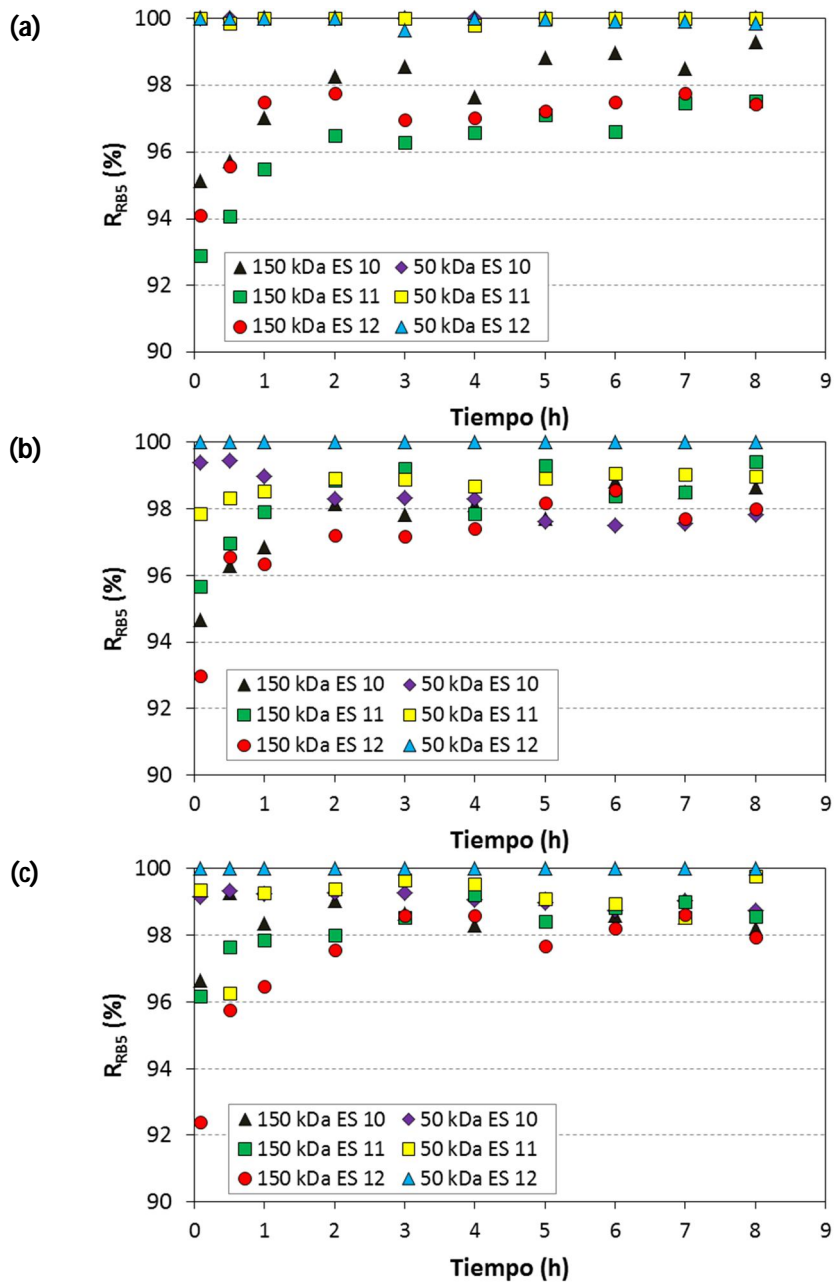 (a)
R_RB5 (%)
100
98
96
94
92
90
150 kDa ES 10 50 kDa ES 10
150 kDa ES 11 50 kDa ES 11
150 kDa ES 12 50 kDa ES 12
0 1 2 3 4 5 6 7 8 9
Tiempo (h)
(b)
R_RB5 (%)
100
98
96
94
92
90
150 kDa ES 10 50 kDa ES 10
150 kDa ES 11 50 kDa ES 11
150 kDa ES 12 50 kDa ES 12
0 1 2 3 4 5 6 7 8 9
Tiempo (h)
(c)
R_RB5 (%)
100
98
96
94
92
90
150 kDa ES 10 50 kDa ES 10
150 kDa ES 11 50 kDa ES 11
150 kDa ES 12 50 kDa ES 12
0 1 2 3 4 5 6 7 8 9
Tiempo (h)